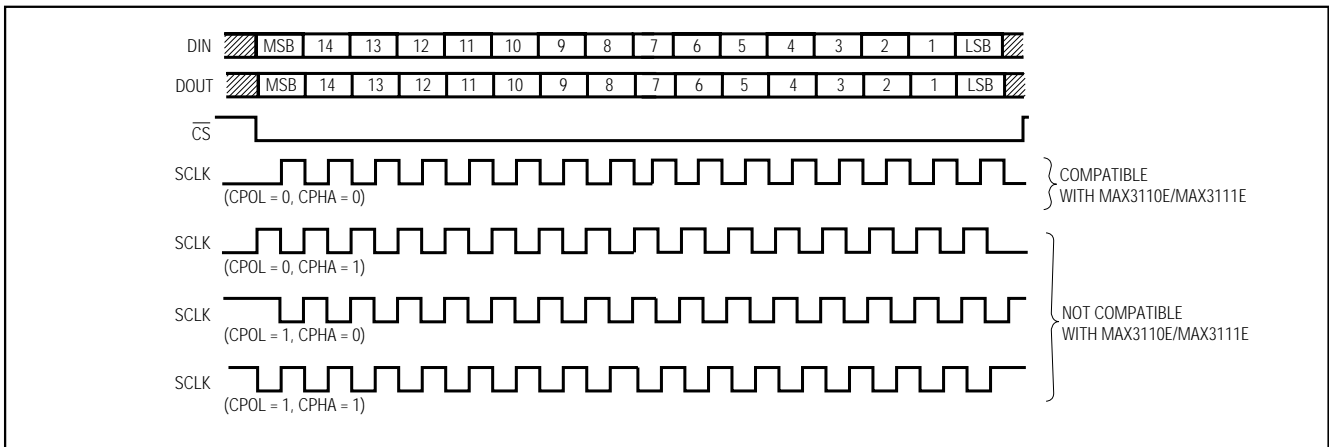 DIN MSB 14 13 12 11 10 9 8 7 6 5 4 3 2 1 LSB
DOUT MSB 14 13 12 11 10 9 8 7 6 5 4 3 2 1 LSB
CS
SCLK
(CPOL = 0, CPHA = 0)
COMPATIBLE
WITH MAX3110E/MAX3111E
SCLK
(CPOL = 0, CPHA = 1)
SCLK
(CPOL = 1, CPHA = 0)
NOT COMPATIBLE
WITH MAX3110E/MAX3111E
SCLK
(CPOL = 1, CPHA = 1)